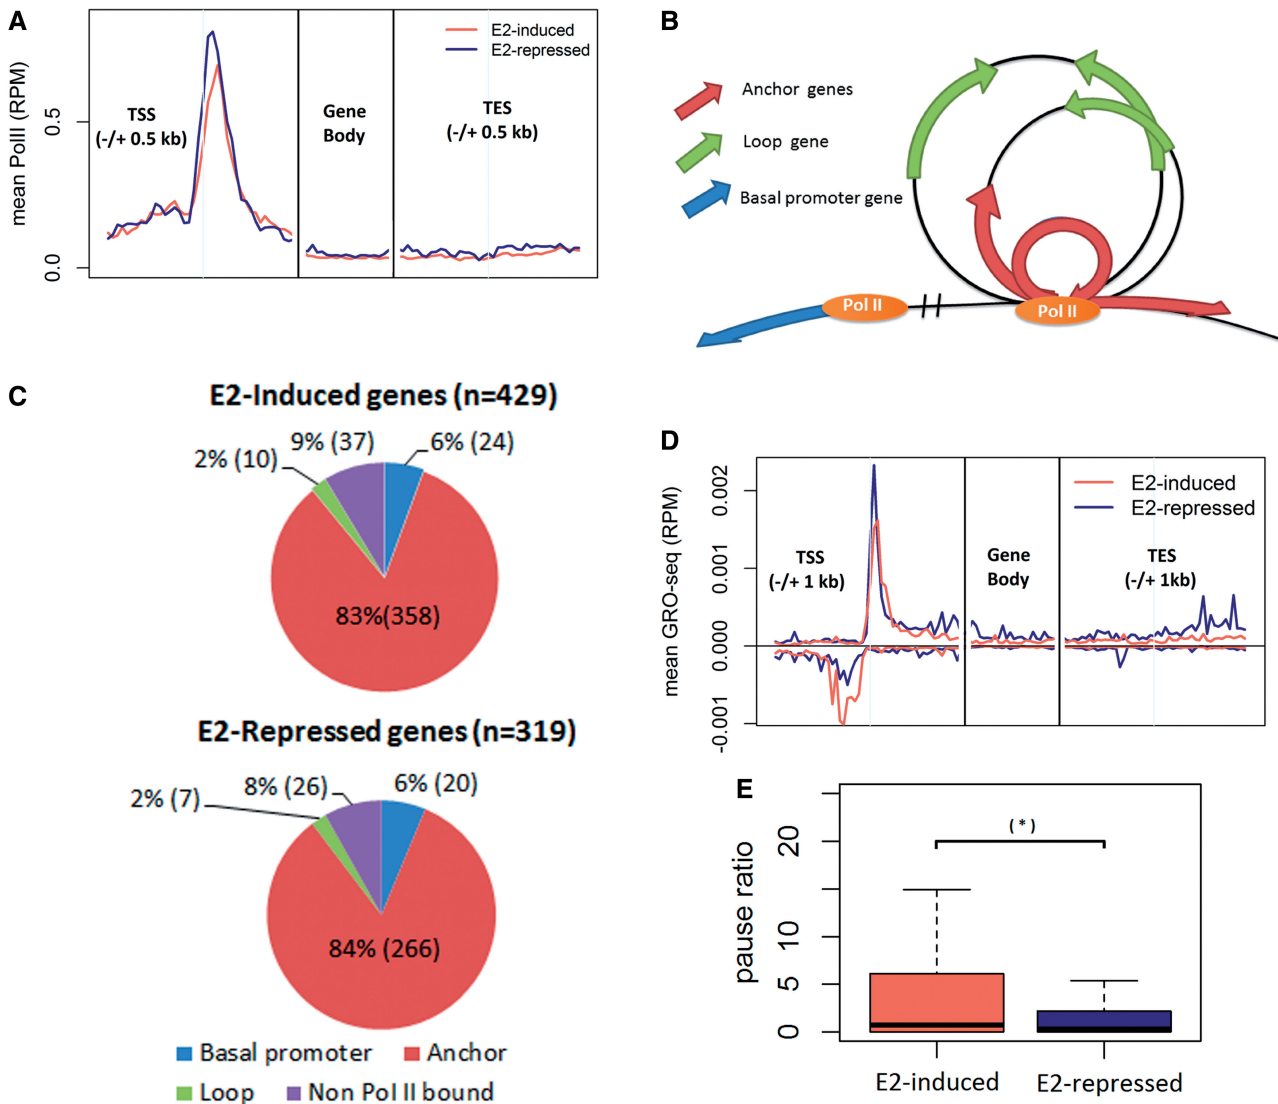 A
mean PolII (RPM)
0.5
0.0
TSS
(-/+ 0.5 kb)
Gene
Body
TES
(-/+ 0.5 kb)
E2-induced
E2-repressed
B
Anchor genes
Loop gene
Basal promoter gene
Pol II
Pol II
C
E2-Induced genes (n=429)
9% (37)
6% (24)
2% (10)
83%(358)
E2-Repressed genes (n=319)
8% (26)
6% (20)
2% (7)
84% (266)
Basal promoter
Anchor
Loop
Non Pol II bound
D
mean GRO-seq (RPM)
0.002
0.001
0.000
-0.001
TSS
(-/+ 1 kb)
Gene
Body
TES
(-/+ 1kb)
E2-induced
E2-repressed
E
pause ratio
20
10
5
0
(*)
E2-induced
E2-repressed